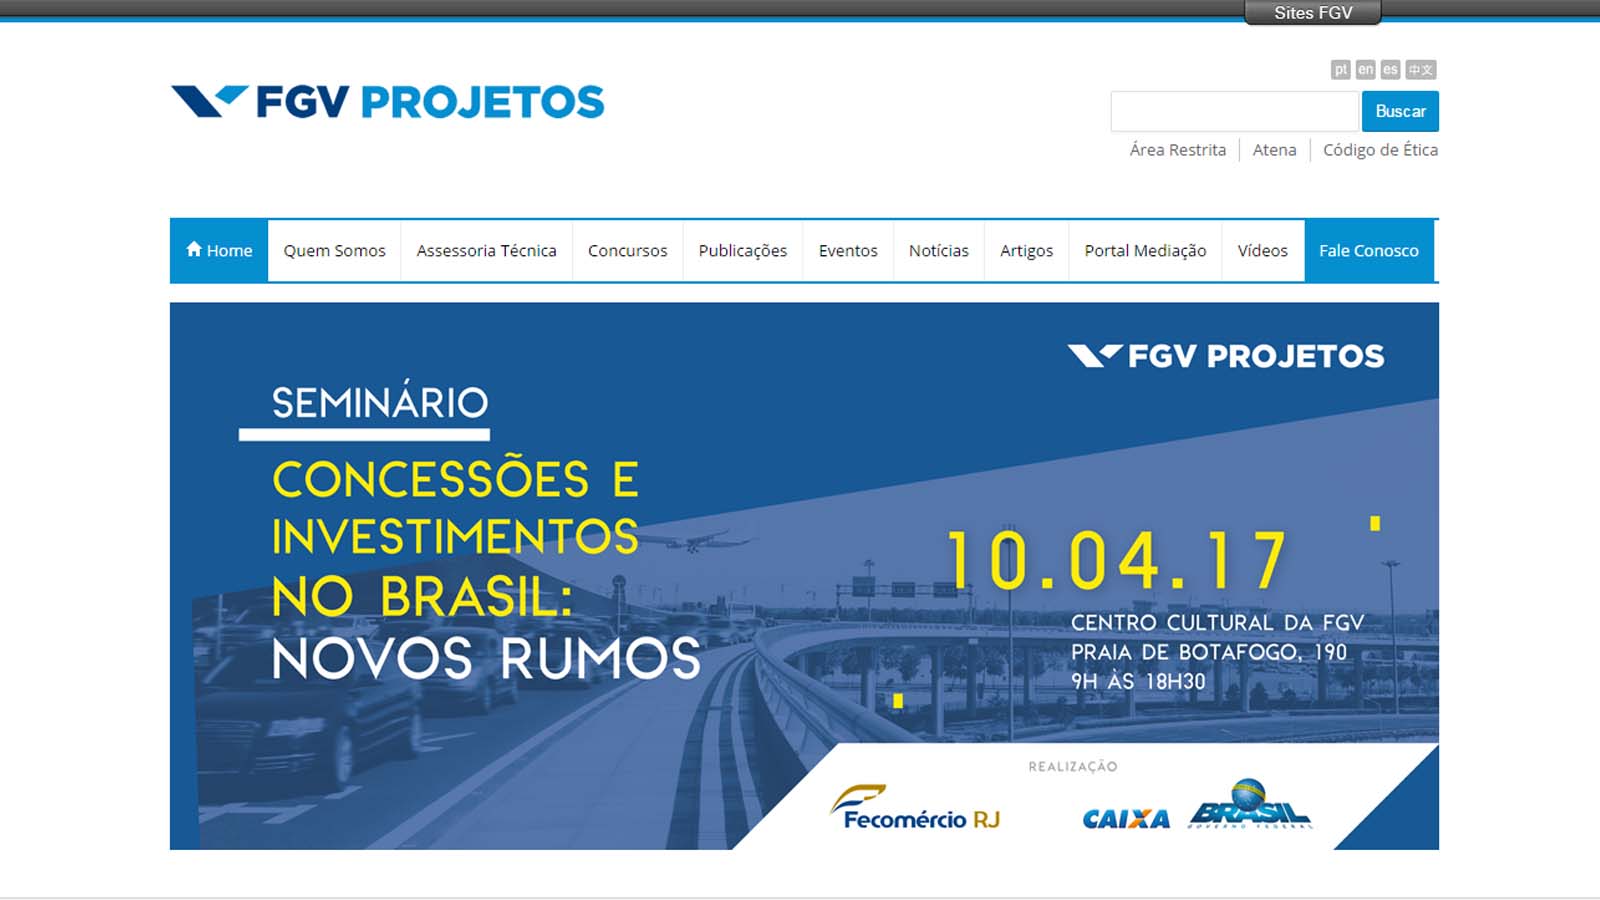 Sites FGV
pt en es 中文
FGV PROJETOS
Buscar
Área Restrita Atena Código de Ética
Home Quem Somos Assessoria Técnica Concursos Publicações Eventos Notícias Artigos Portal Mediação Vídeos Fale Conosco
FGV PROJETOS
SEMINÁRIO
CONCESSÕES E
INVESTIMENTOS
NO BRASIL:
NOVOS RUMOS
10.04.17
CENTRO CULTURAL DA FGV
PRAIA DE BOTAFOGO, 190
9H ÀS 18H30
REALIZAÇÃO
Fecomércio RJ
CAIXA
BRASIL
GOVERNO FEDERAL